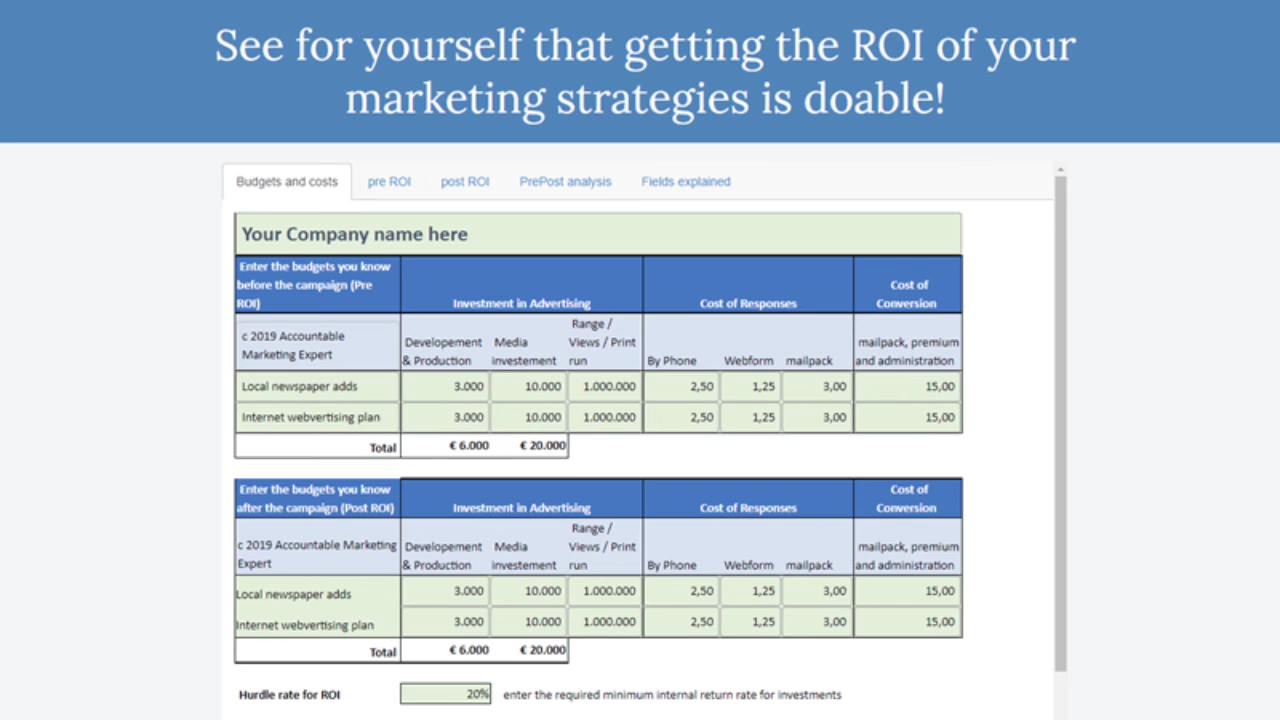 See for yourself that getting the ROI of your
marketing strategies is doable!
Budgets and costs pre ROI post ROI PrePost analysis Fields explained
Your Company name here
Enter the budgets you know
before the campaign (Pre
ROI) Investment in Advertising Cost of Responses Cost of
Conversion
c 2019 Accountable
Marketing Expert Developement
& Production Media
investement Range /
Views / Print
run By Phone Webform mailpack mailpack, premium
and administration
Local newspaper adds 3.000 10.000 1.000.000 2,50 1,25 3,00 15,00
Internet webvertising plan 3.000 10.000 1.000.000 2,50 1,25 3,00 15,00
Total € 6.000 € 20.000
Enter the budgets you know
after the campaign (Post ROI) Investment in Advertising Cost of Responses Cost of
Conversion
c 2019 Accountable Marketing
Expert Developement
& Production Media
investement Range /
Views / Print
run By Phone Webform mailpack mailpack, premium
and administration
Local newspaper adds 3.000 10.000 1.000.000 2,50 1,25 3,00 15,00
Internet webvertising plan 3.000 10.000 1.000.000 2,50 1,25 3,00 15,00
Total € 6.000 € 20.000
Hurdle rate for ROI 20% enter the required minimum internal return rate for investments